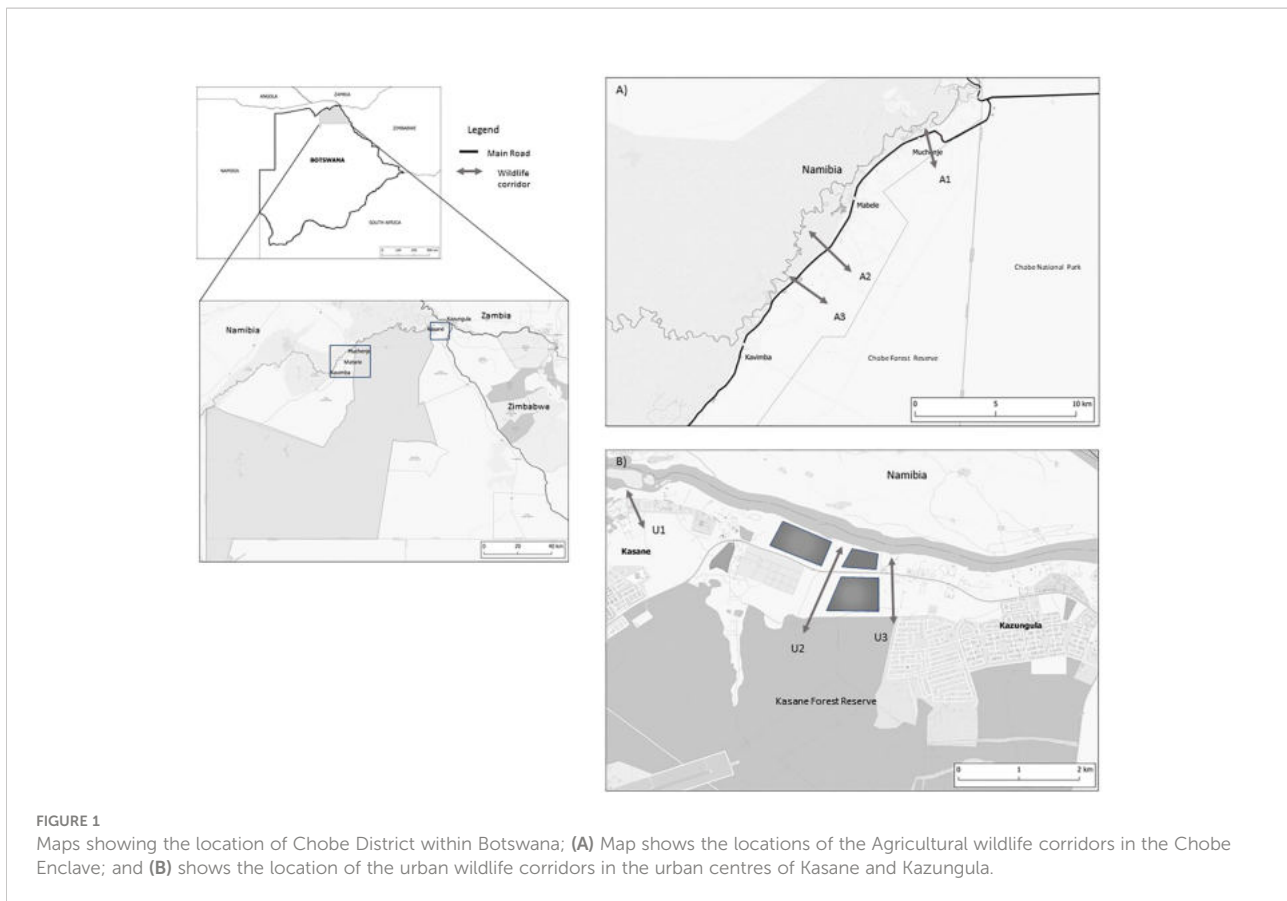 ANGOLA
ZAMBIA
NAMIBIA
ZIMBABWE
BOTSWANA
SOUTH AFRICA
Legend
Main Road
Wildlife
corridor
Namibia
Zambia
Kazungula
Kasane
Muchenje
Mabele
Kavimba
Zimbabwe
0 20 40 km
A)
Namibia
Muchenje
A1
Mabele
A2
A3
Chobe National Park
Kavimba
Chobe Forest Reserve
0 5 10 km
B)
Namibia
U1
Kasane
U2
U3
Kazungula
Kasane Forest Reserve
0 1 2 km
FIGURE 1
Maps showing the location of Chobe District within Botswana; (A) Map shows the locations of the Agricultural wildlife corridors in the Chobe
Enclave; and (B) shows the location of the urban wildlife corridors in the urban centres of Kasane and Kazungula.